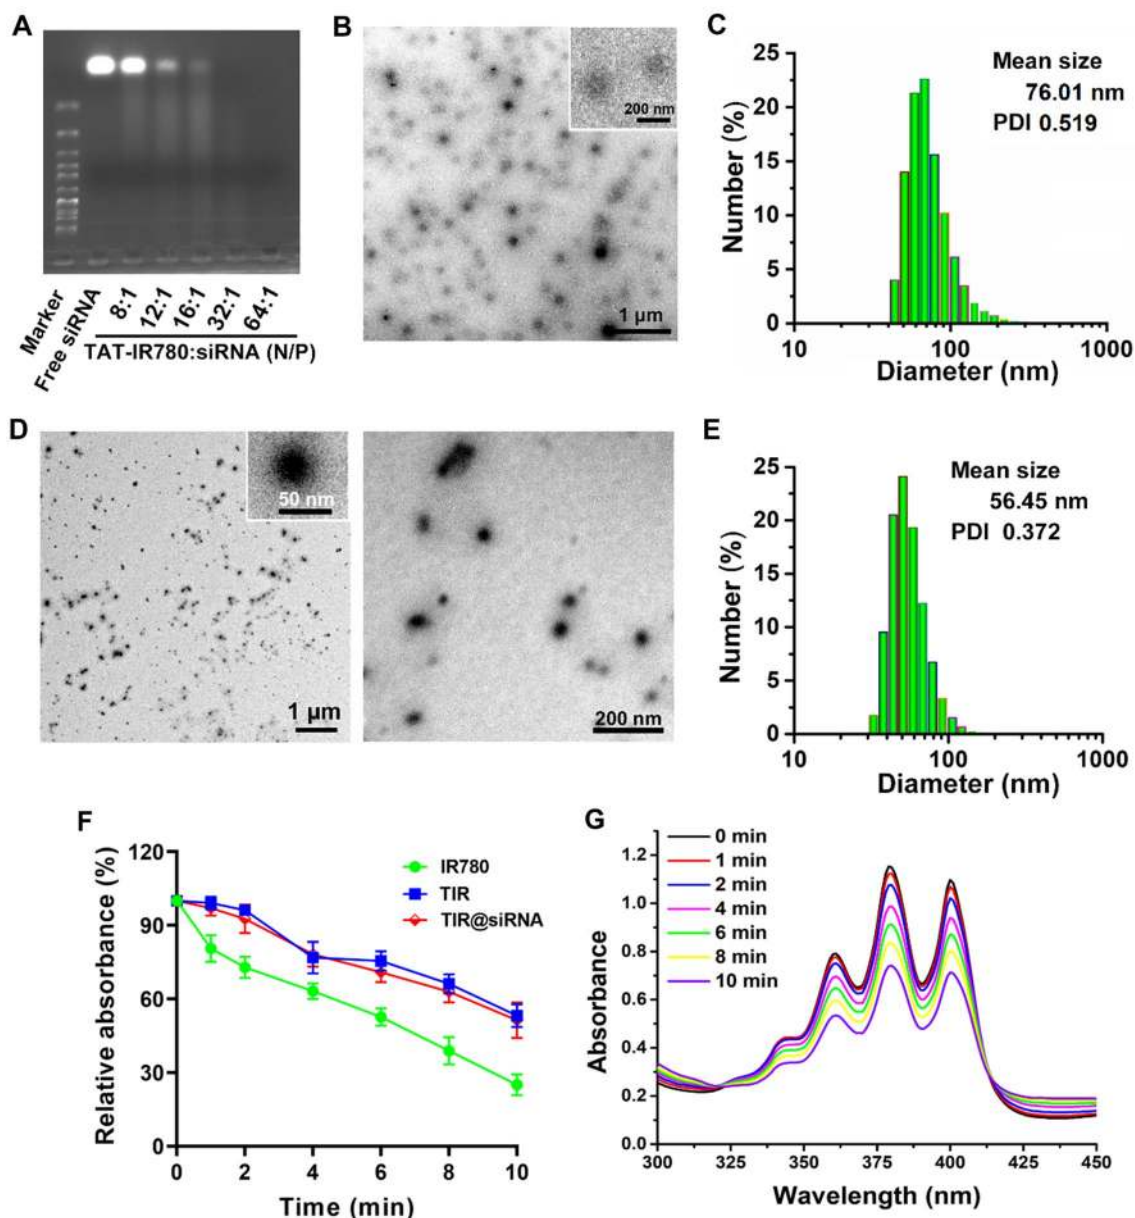 A
Marker
Free siRNA
8:1
12:1
16:1
32:1
64:1
TAT-IR780:siRNA (N/P)
B
200 nm
1 μm
C
25
20
15
10
5
0
Number (%)
Mean size
76.01 nm
PDI 0.519
10
100
1000
Diameter (nm)
D
50 nm
1 μm
200 nm
E
25
20
15
10
5
0
Number (%)
Mean size
56.45 nm
PDI 0.372
10
100
1000
Diameter (nm)
F
120
90
60
30
0
Relative absorbance (%)
IR780
TIR
TIR@siRNA
0
2
4
6
8
10
Time (min)
G
0 min
1 min
2 min
4 min
6 min
8 min
10 min
1.2
1.0
0.8
0.6
0.4
0.2
0.0
Absorbance
300
325
350
375
400
425
450
Wavelength (nm)